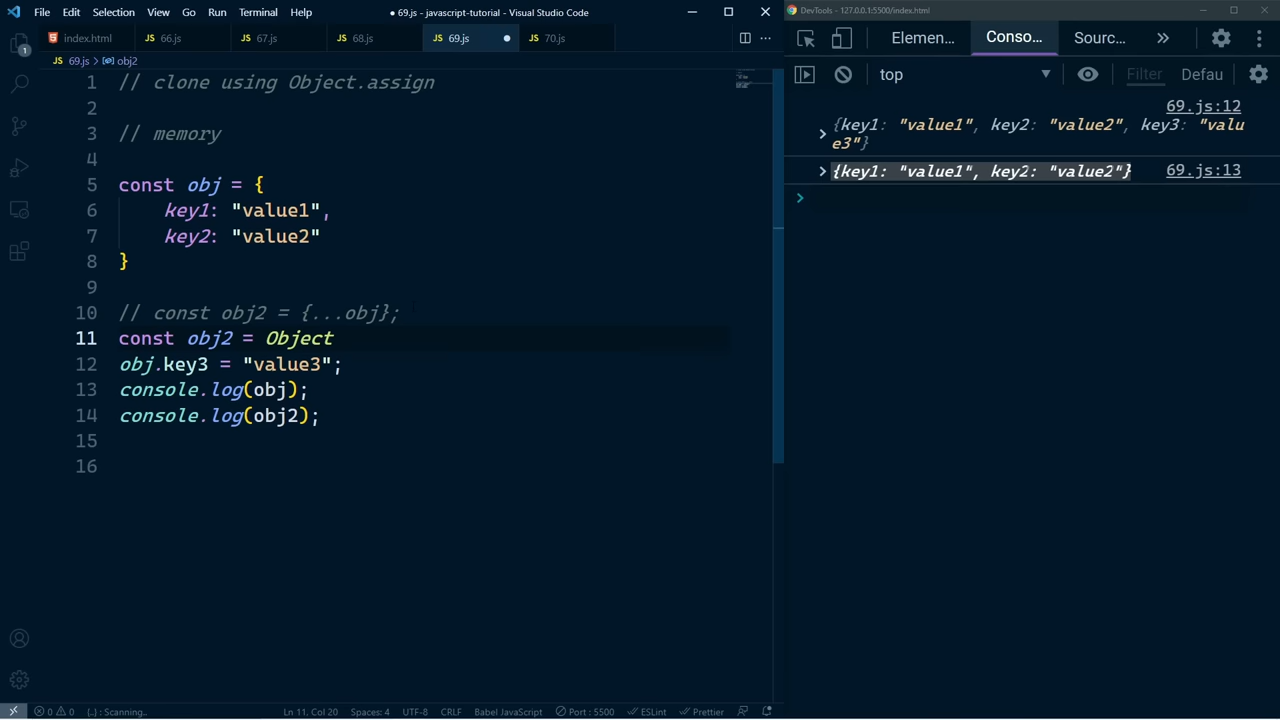 File Edit Selection View Go Run Terminal Help
● 69.js - javascript-tutorial - Visual Studio Code
DevTools - 127.0.0.1:5500/index.html
index.html JS 66.js JS 67.js JS 68.js JS 69.js JS 70.js
Elemen... Conso... Sourc...
JS 69.js > obj2
top Filter Defau
1 // clone using Object.assign
2
3 // memory
4
5 const obj = {
6 key1: "value1",
7 key2: "value2"
8 }
9
10 // const obj2 = {...obj};
11 const obj2 = Object
12 obj.key3 = "value3";
13 console.log(obj);
14 console.log(obj2);
15
16
69.js:12
{key1: "value1", key2: "value2", key3: "valu
e3"}
{key1: "value1", key2: "value2"} 69.js:13
1
0 0 {..} : Scanning.. Ln 11, Col 20 Spaces: 4 UTF-8 CRLF Babel JavaScript Port : 5500 ESLint Prettier